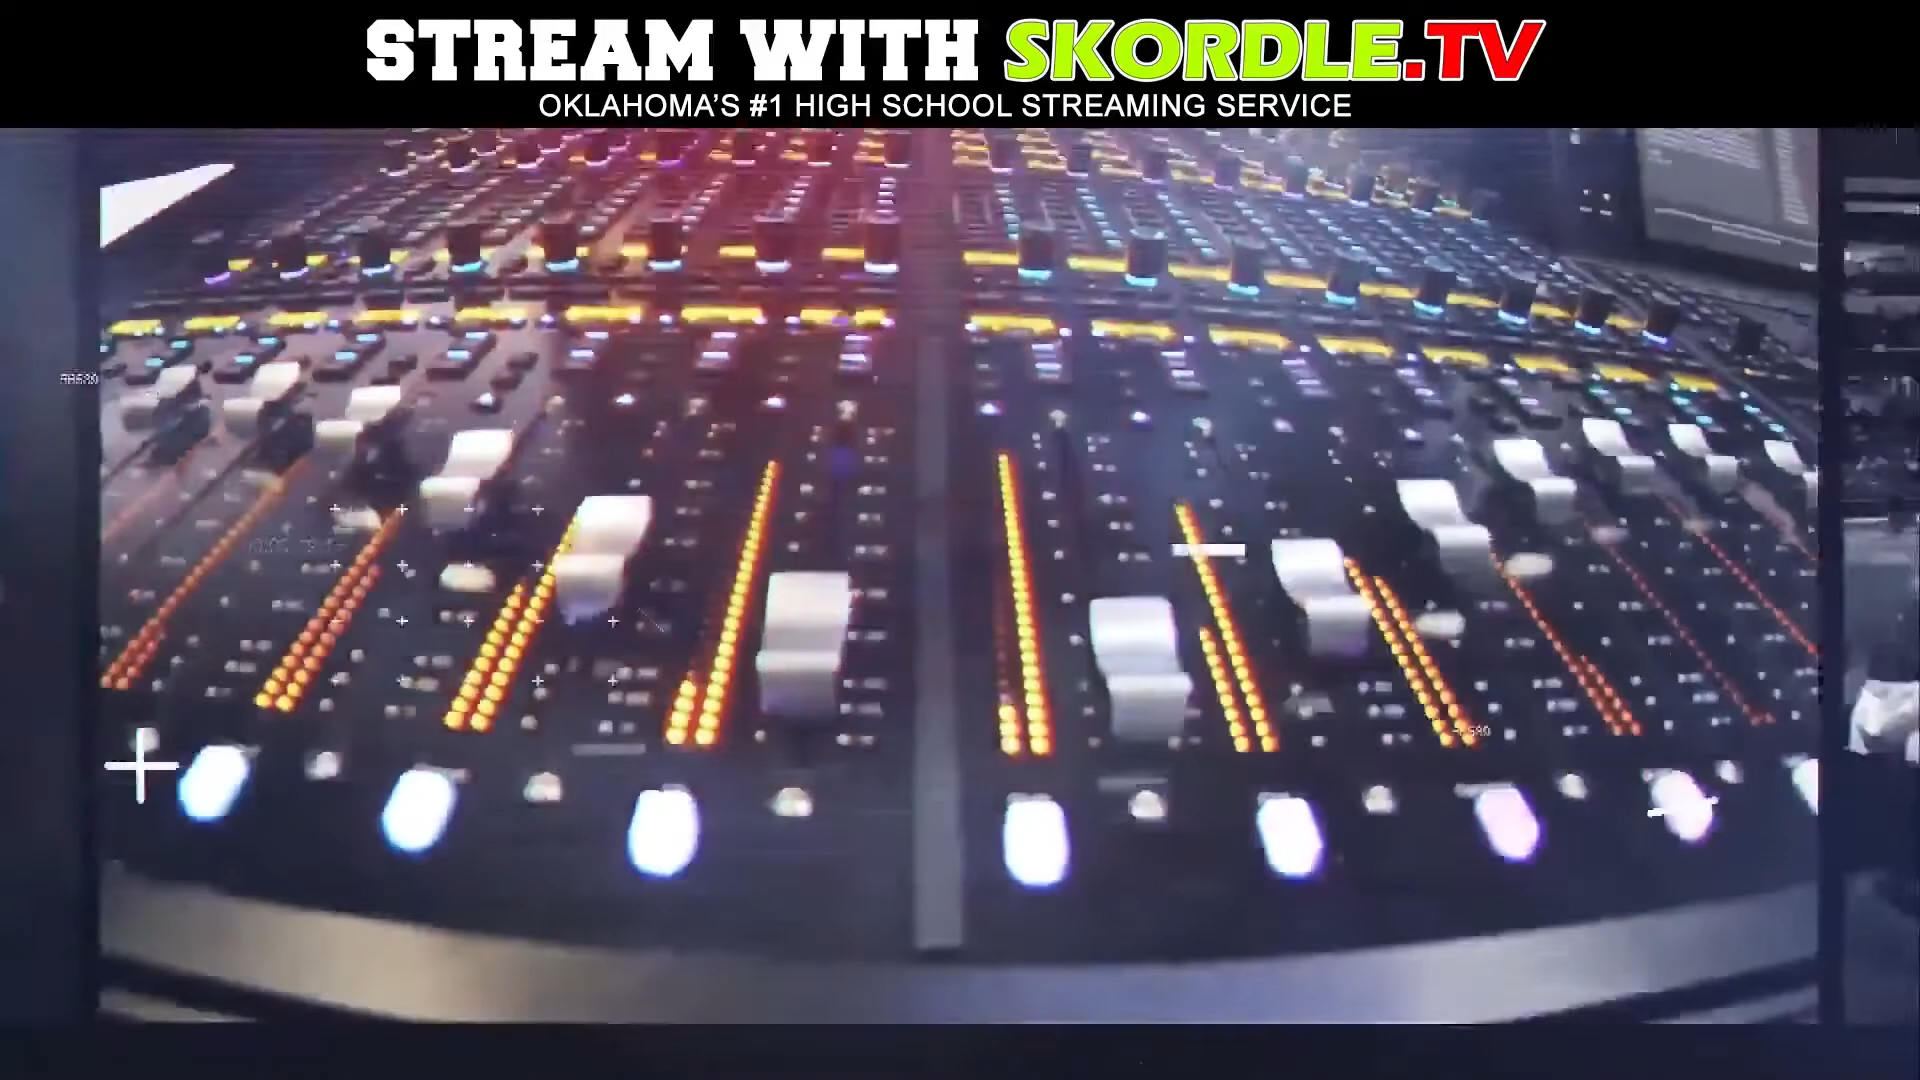 STREAM WITH SKORDLE.TV
OKLAHOMA'S #1 HIGH SCHOOL STREAMING SERVICE